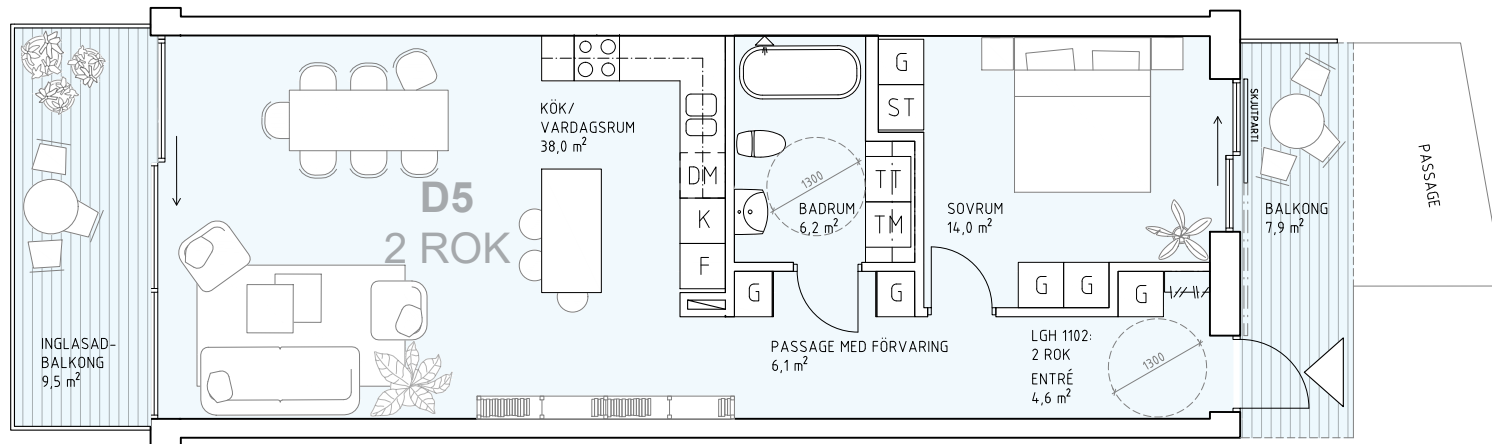 KÖK/
VARDAGSRUM
38,0 m²
D5
2 ROK
DM
K
F
G
ST
TT
TM
1300
BADRUM
6,2 m²
G
G
SOVRUM
14,0 m²
G
G
G
SKJUTPARTI
BALKONG
7,9 m²
PASSAGE
INGLASAD-
BALKONG
9,5 m²
PASSAGE MED FÖRVARING
6,1 m²
LGH 1102:
2 ROK
ENTRÉ
4,6 m²
1300